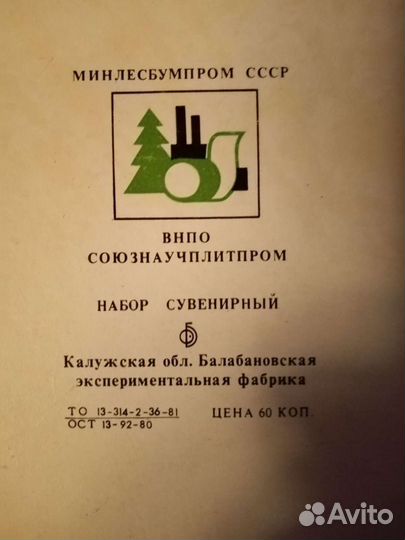 МИНЛЕСБУМПРОМ СССР
ВНПО
СОЮЗНАУЧПЛИТПРОМ
НАБОР СУВЕНИРНЫЙ
Калужская обл. Балабановская
экспериментальная фабрика
ТО 13-314-2-36-81 ЦЕНА 60 КОП.
ОСТ 13-92-80
Avito